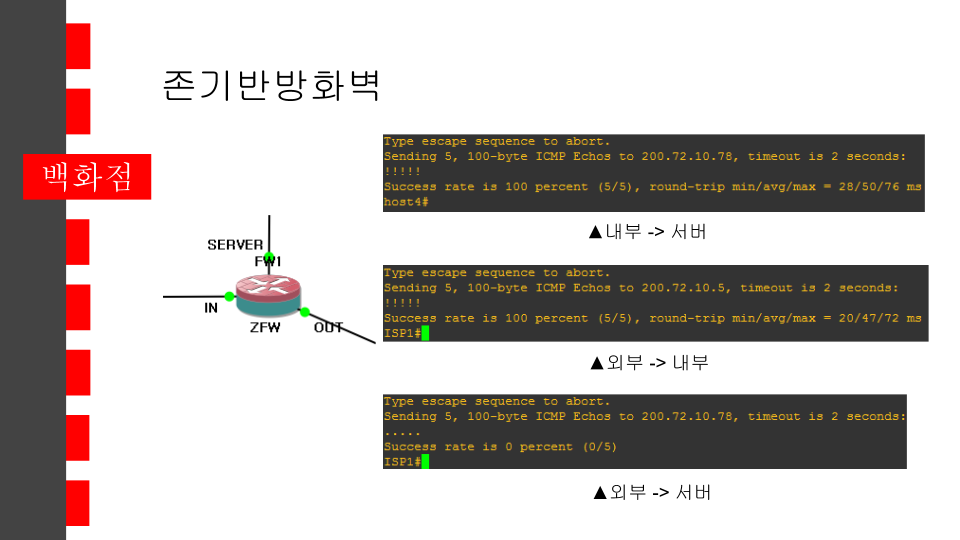 존기반방화벽
백화점
SERVER
FW1
IN
ZFW
OUT
Type escape sequence to abort.
Sending 5, 100-byte ICMP Echos to 200.72.10.78, timeout is 2 seconds:
!!!!!
Success rate is 100 percent (5/5), round-trip min/avg/max = 28/50/76 ms
host4#
▲내부 -> 서버
Type escape sequence to abort.
Sending 5, 100-byte ICMP Echos to 200.72.10.5, timeout is 2 seconds:
!!!!!
Success rate is 100 percent (5/5), round-trip min/avg/max = 20/47/72 ms
ISP1#
▲외부 -> 내부
Type escape sequence to abort.
Sending 5, 100-byte ICMP Echos to 200.72.10.78, timeout is 2 seconds:
.....
Success rate is 0 percent (0/5)
ISP1#
▲외부 -> 서버